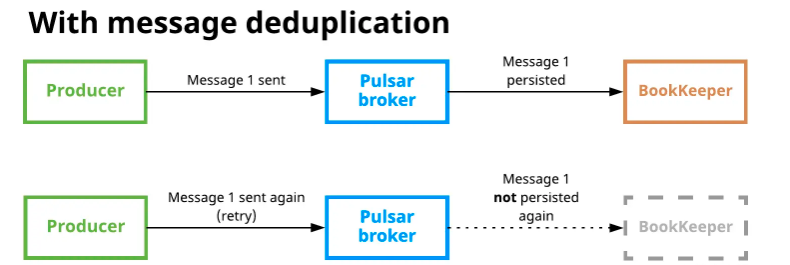 With message deduplication
Message 1
persisted
Producer
Message 1 sent
Pulsar
broker
BookKeeper
Message 1
not persisted
again
Message 1 sent again
(retry)
Producer
Pulsar
broker
BookKeeper